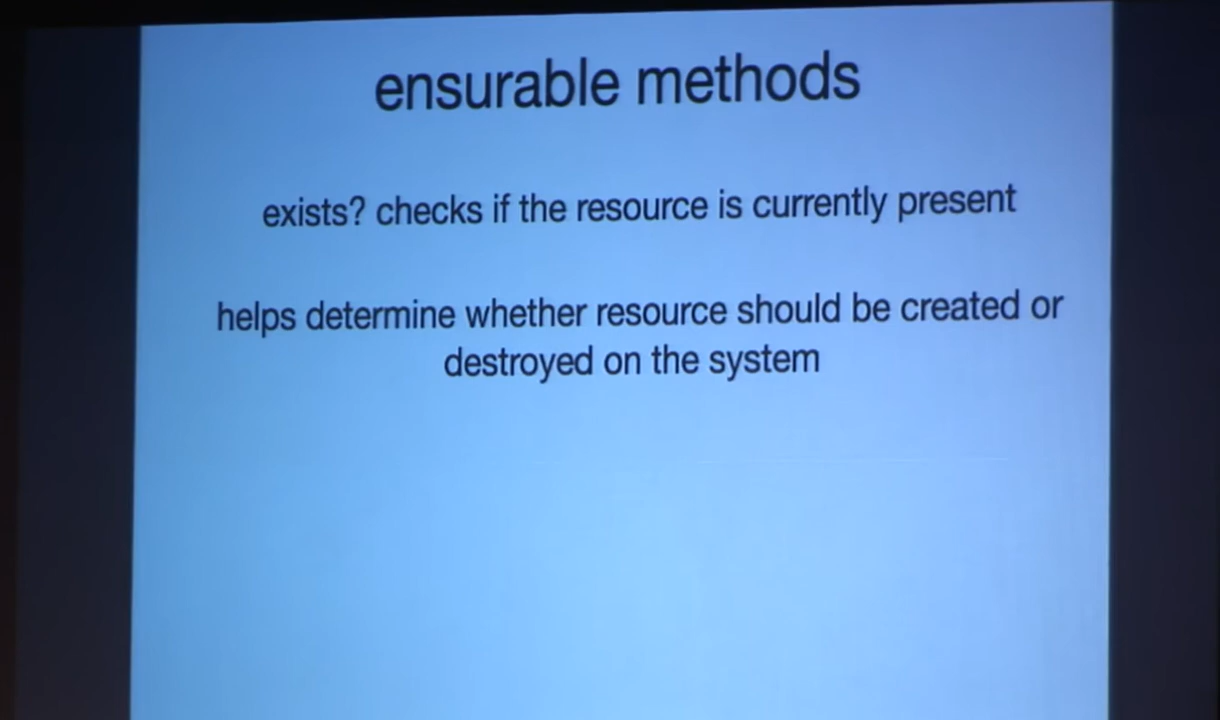 ensurable methods
exists? checks if the resource is currently present
helps determine whether resource should be created or
destroyed on the system